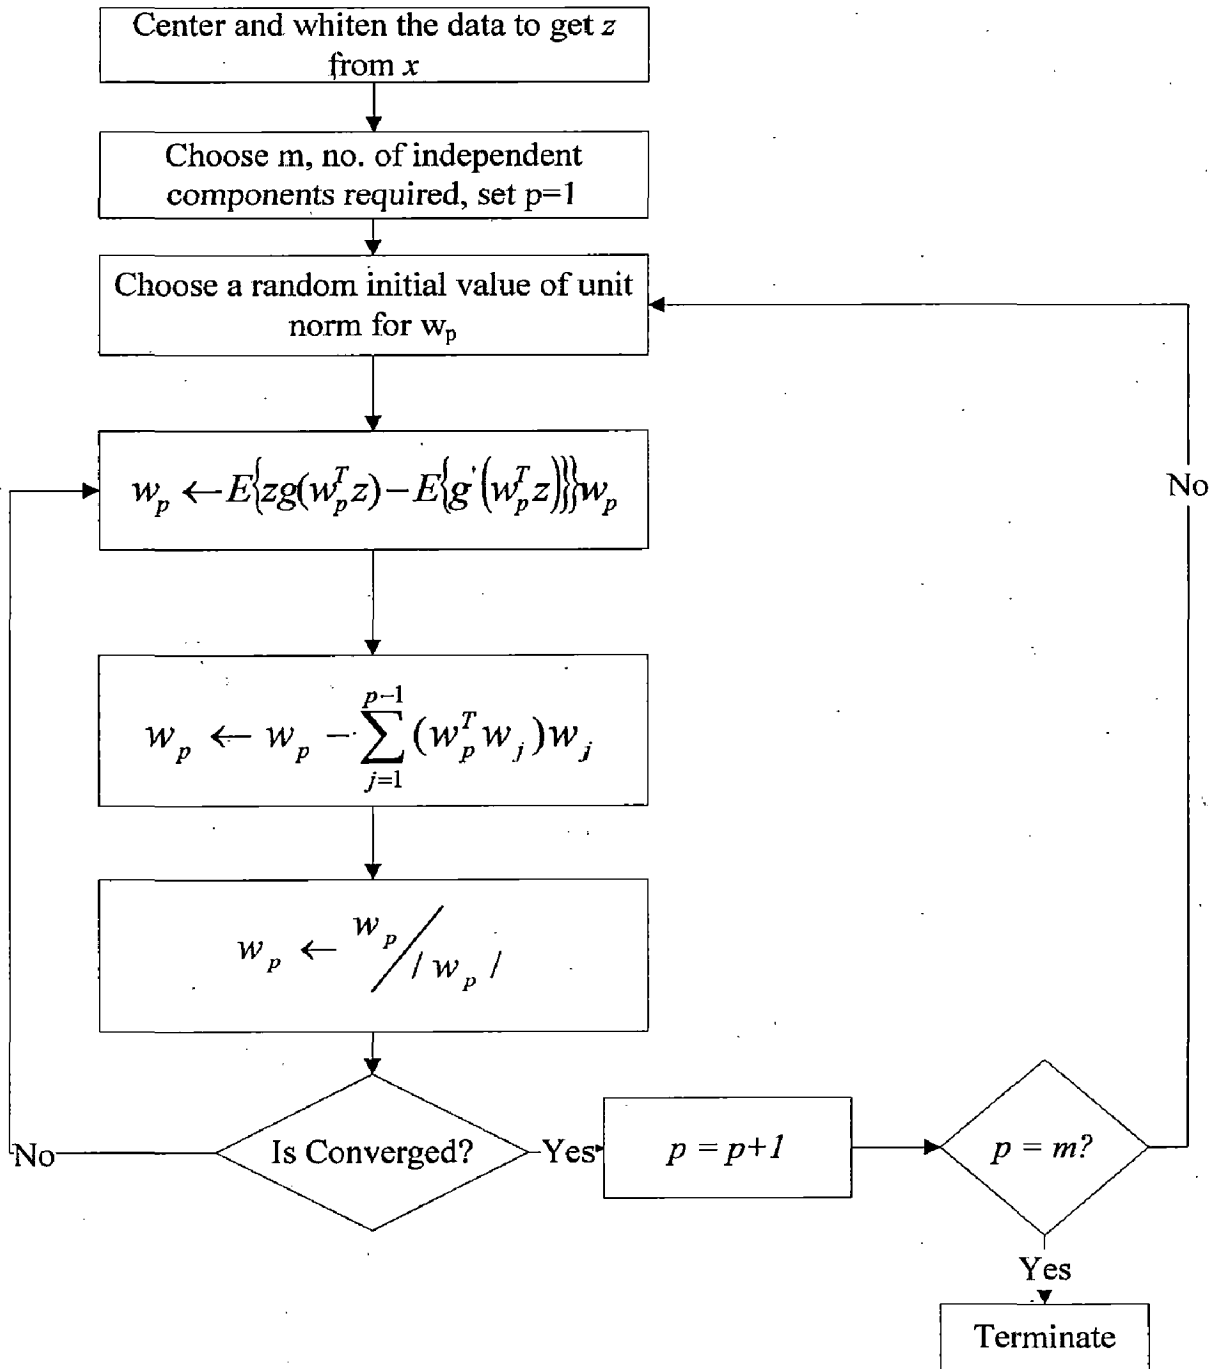 Center and whiten the data to get z
from x
Choose m, no. of independent
components required, set p=1
Choose a random initial value of unit
norm for w_p
w_p ← E{zg(w_p^T z) − E{g'(w_p^T z)}}}w_p
No
w_p ← w_p − ∑_{j=1}^{p−1} (w_p^T w_j) w_j
w_p ← w_p / / w_p /
No
Is Converged?
Yes
p = p+1
p = m?
Yes
Terminate